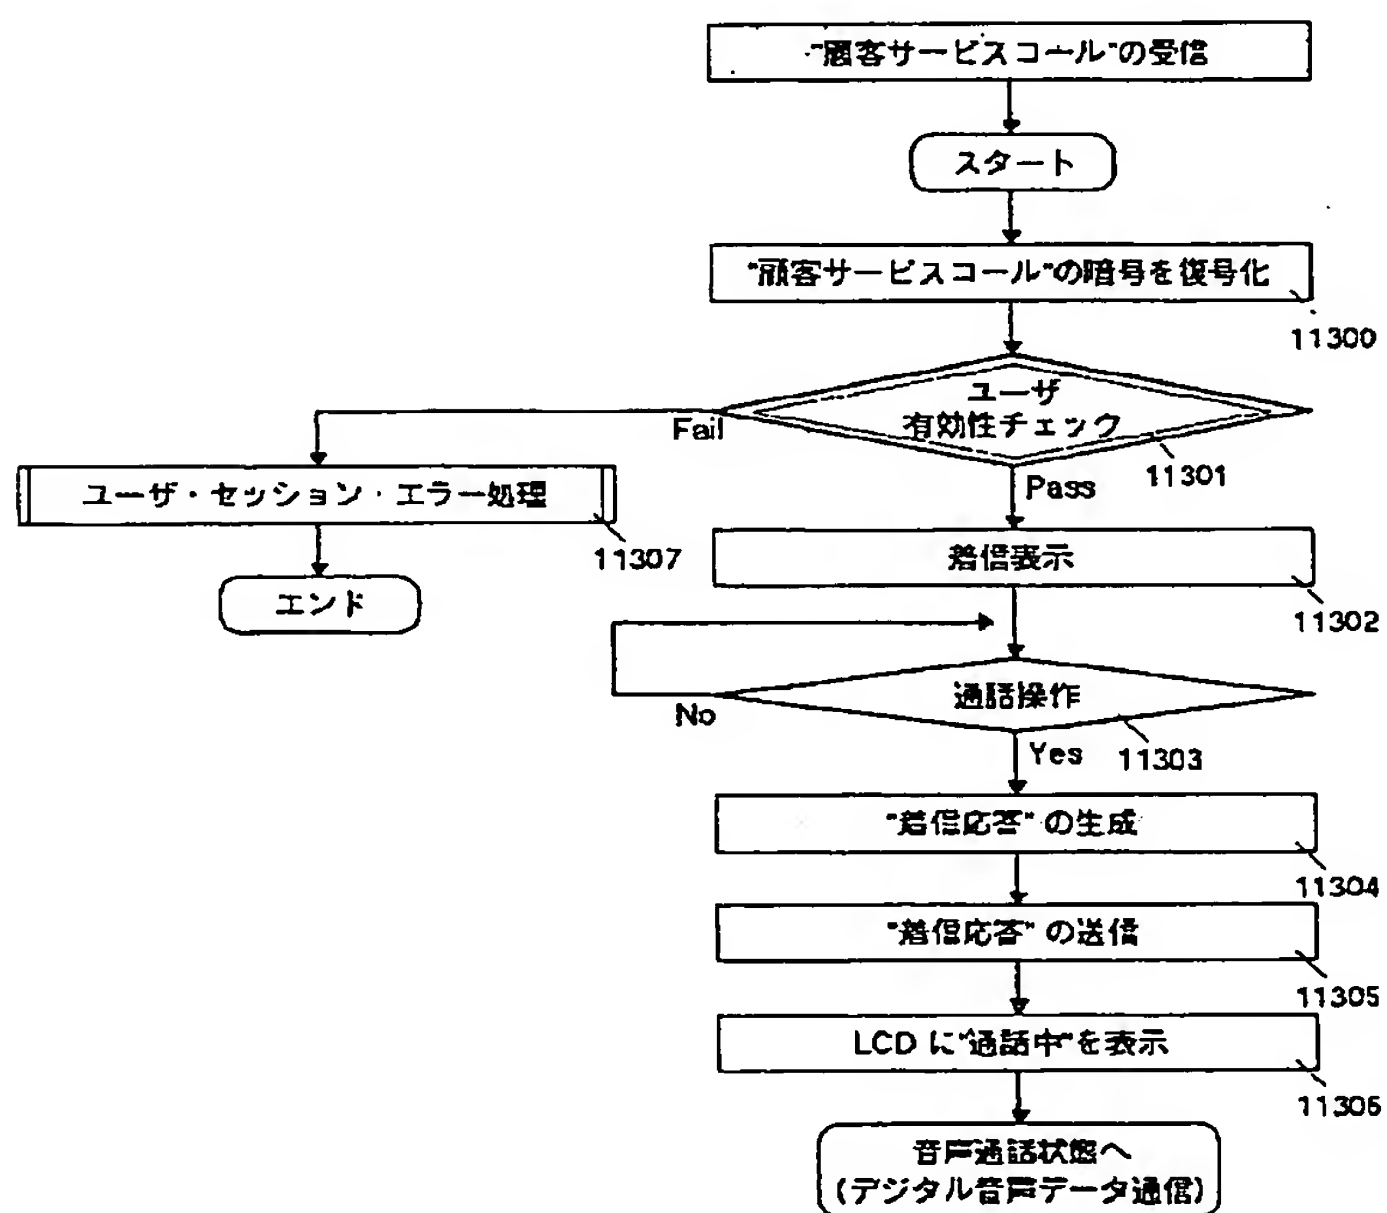 "顧客サービスコール"の受信
スタート
"顧客サービスコール"の暗号を復号化
11300
ユーザ
有効性チェック
Fail
11301
Pass
ユーザ・セッション・エラー処理
11307
エンド
着信表示
11302
通話操作
No
11303
Yes
"着信応答" の生成
11304
"着信応答" の送信
11305
LCD に"通話中"を表示
11306
音声通話状態へ
(デジタル音声データ通信)